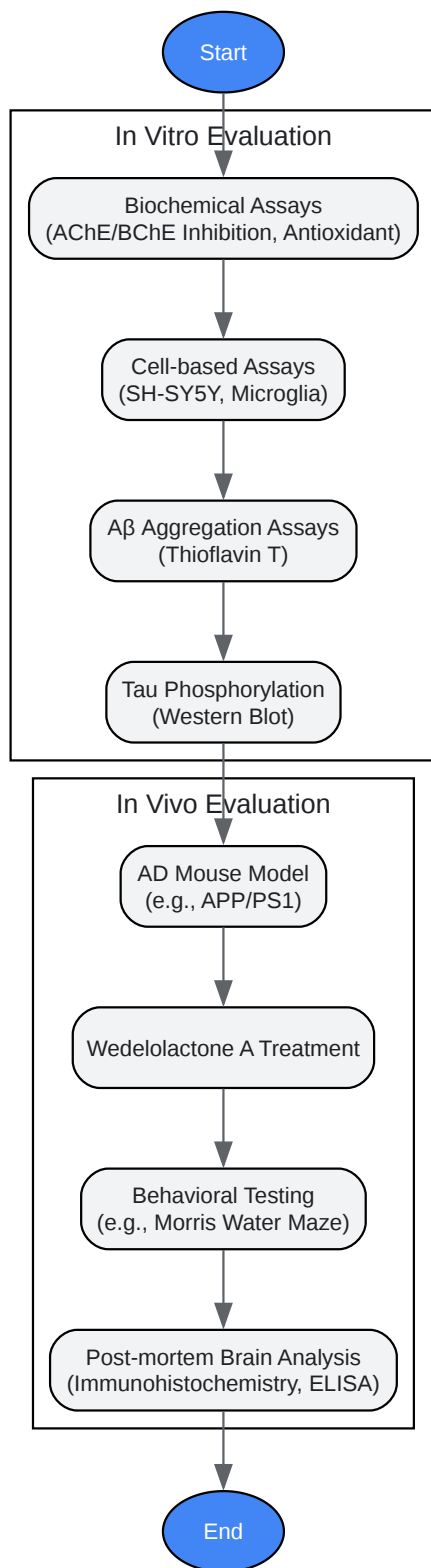 Start
In Vitro Evaluation
Biochemical Assays
(AChE/BChE Inhibition, Antioxidant)
Cell-based Assays
(SH-SY5Y, Microglia)
Aβ Aggregation Assays
(Thioflavin T)
Tau Phosphorylation
(Western Blot)
In Vivo Evaluation
AD Mouse Model
(e.g., APP/PS1)
Wedelolactone A Treatment
Behavioral Testing
(e.g., Morris Water Maze)
Post-mortem Brain Analysis
(Immunohistochemistry, ELISA)
End